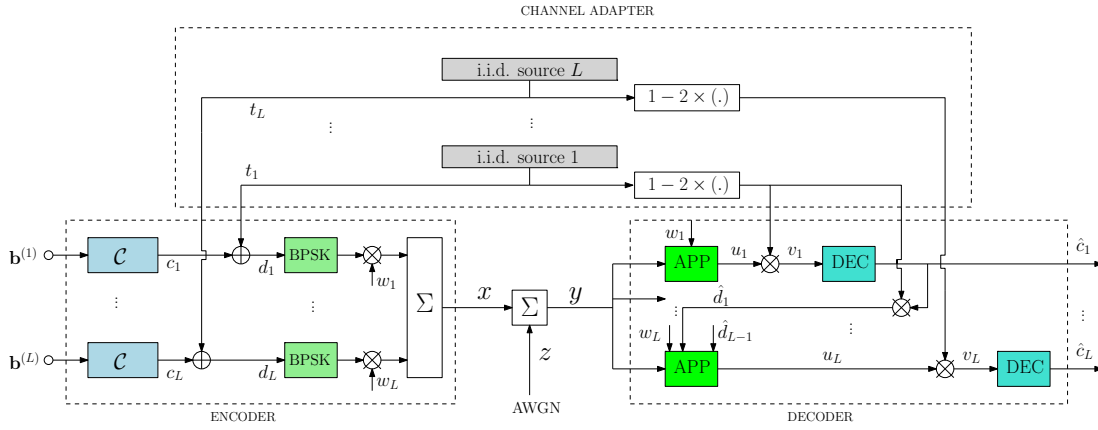 CHANNEL ADAPTER
i.i.d. source L
1 − 2 × (.)
t_L
⋮ ⋮
i.i.d. source 1
1 − 2 × (.)
t_1
ENCODER
b^(1) C c_1 d_1 BPSK w_1
⋮ ⋮
b^(L) C c_L d_L BPSK w_L
Σ x Σ y
z
AWGN
w_1 APP u_1 v_1 DEC ĉ_1
⋮ d̂_1 ⋮ ⋮
w_L d̂_{L−1}
APP u_L v_L DEC ĉ_L
DECODER